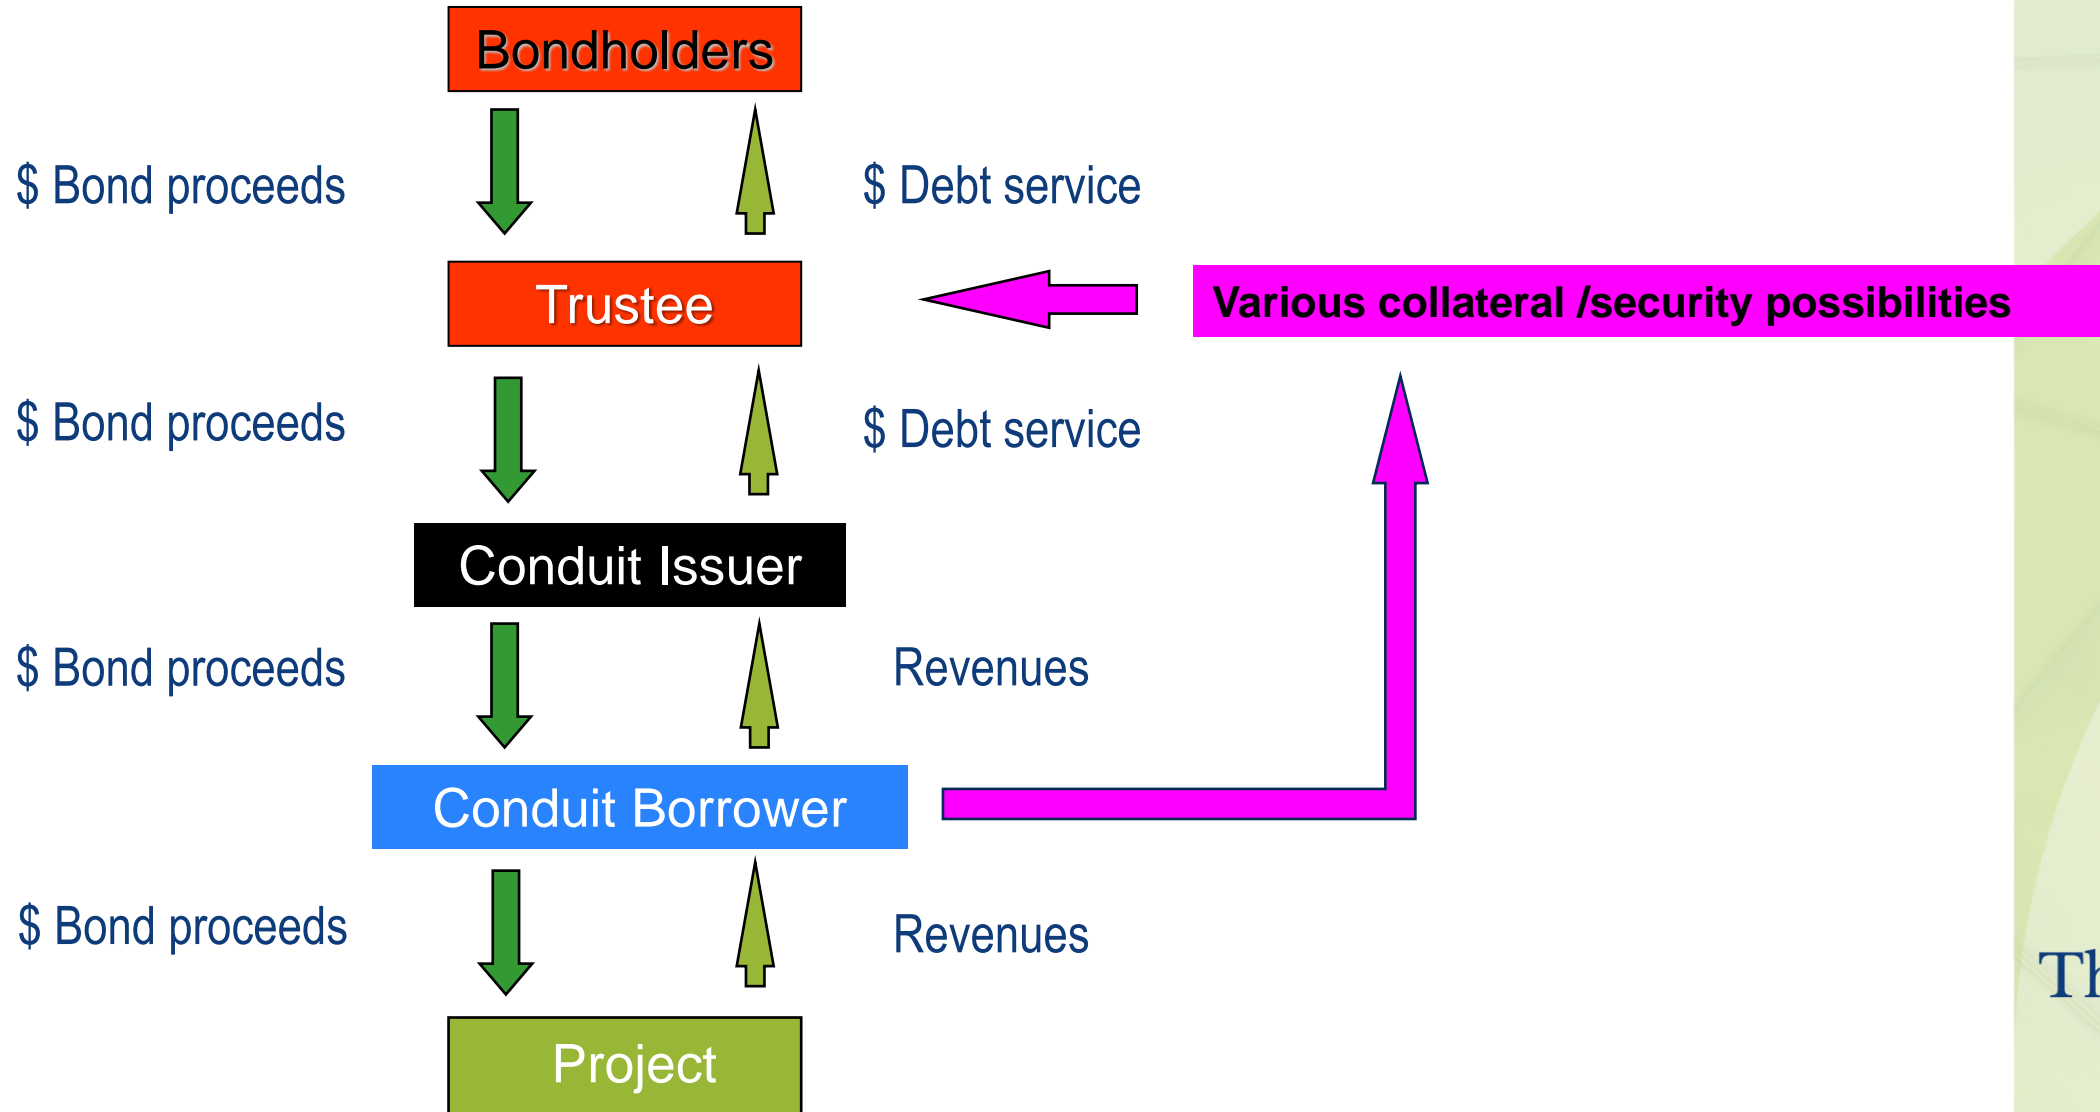 Bondholders
$ Bond proceeds
$ Debt service
Trustee
Various collateral /security possibilities
$ Bond proceeds
$ Debt service
Conduit Issuer
$ Bond proceeds
Revenues
Conduit Borrower
$ Bond proceeds
Revenues
Project